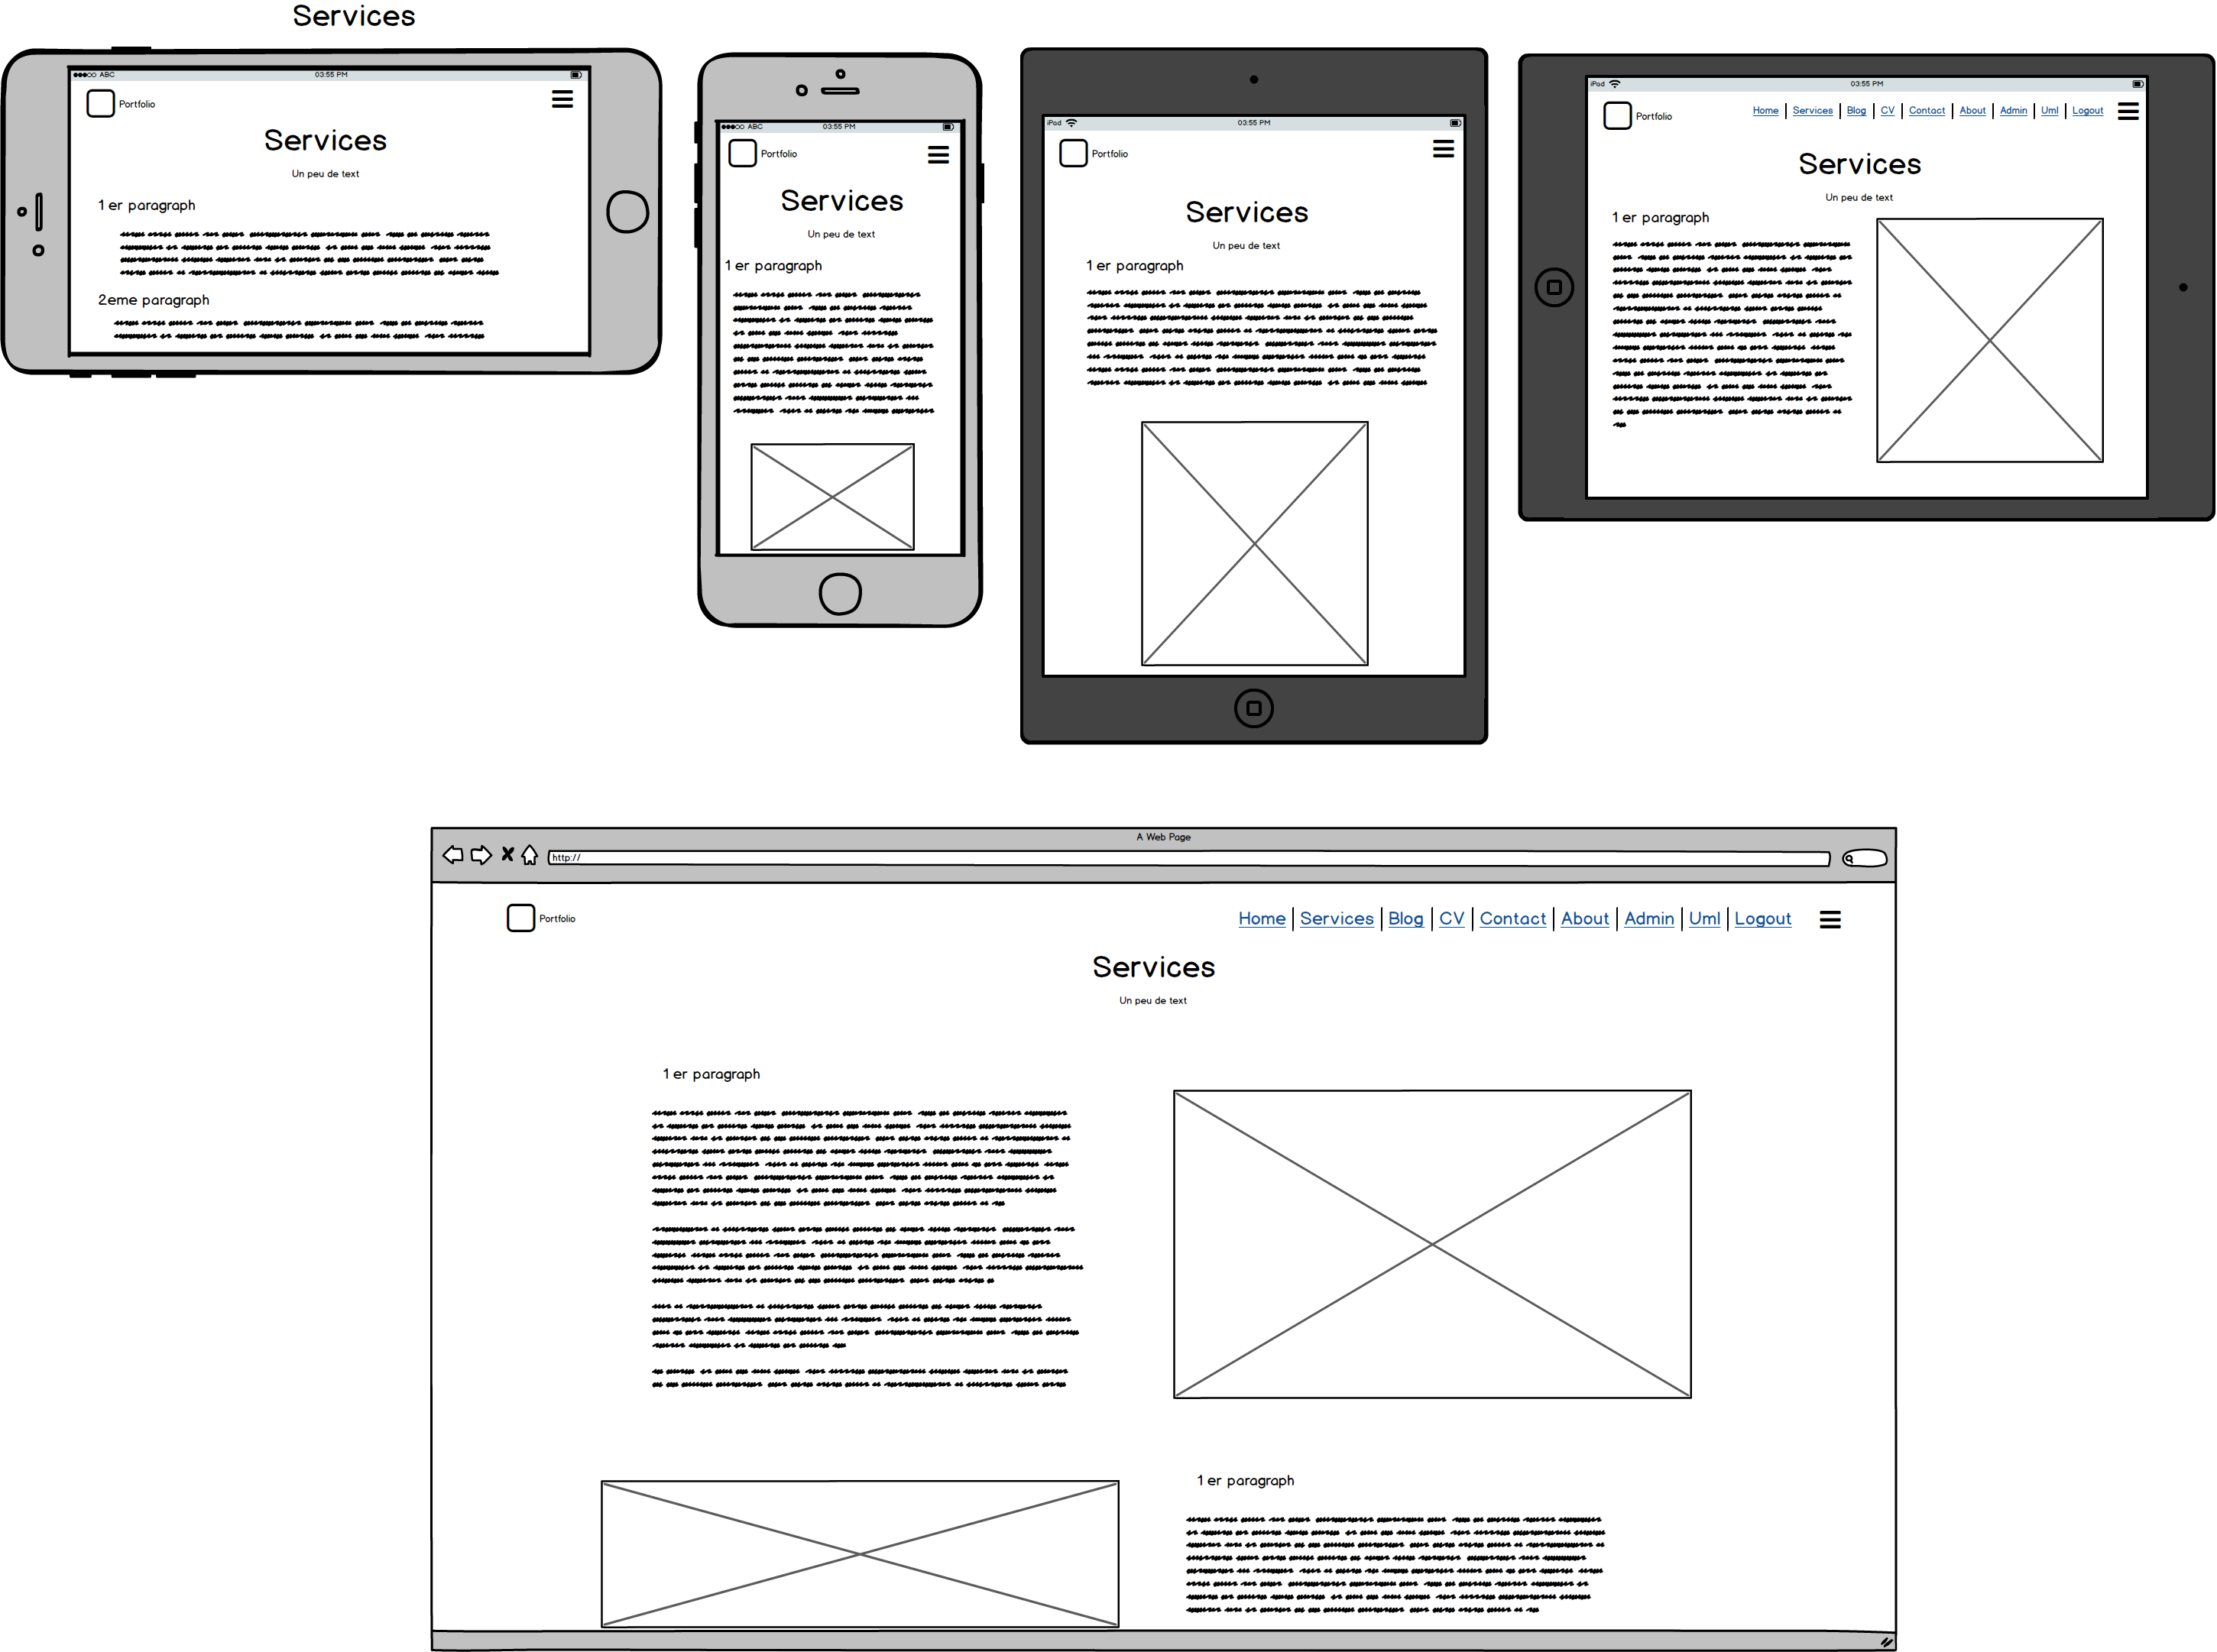 Services
ABC 03:55 PM
Portfolio
Services
Un peu de text
1 er paragraph
2eme paragraph
ABC 03:55 PM
Portfolio
Services
Un peu de text
1 er paragraph
iPad 03:55 PM
Portfolio
Services
Un peu de text
1 er paragraph
iPad 03:55 PM
Portfolio Home | Services | Blog | CV | Contact | About | Admin | Uml | Logout
Services
Un peu de text
1 er paragraph
A Web Page
http://
Portfolio Home | Services | Blog | CV | Contact | About | Admin | Uml | Logout
Services
Un peu de text
1 er paragraph
1 er paragraph